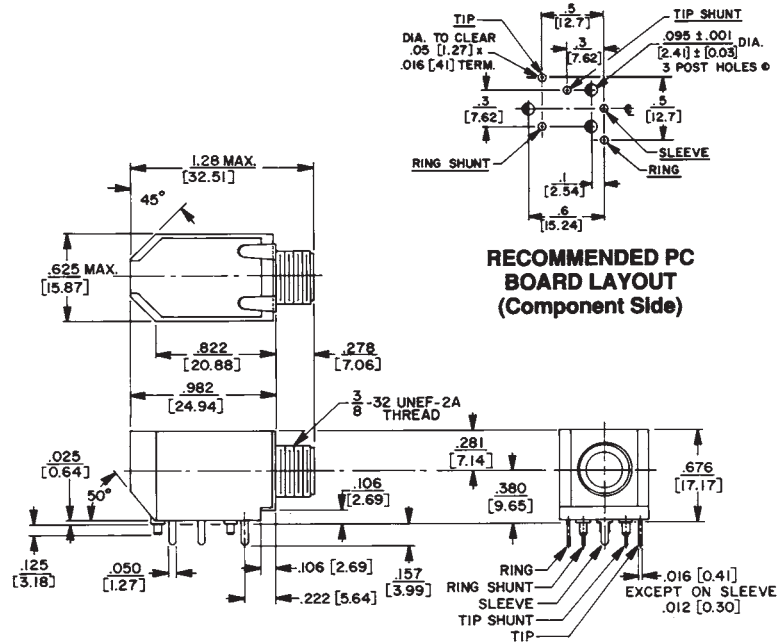 TIP
DIA. TO CLEAR
.05 [1.27] x
.016 [.41] TERM.
.5
[12.7]
.3
[7.62]
TIP SHUNT
.095 ±.001 DIA.
[2.41] ± [0.03]
3 POST HOLES
.3
[7.62]
.5
[12.7]
RING SHUNT
SLEEVE
RING
.1
[2.54]
.6
[15.24]
RECOMMENDED PC
BOARD LAYOUT
(Component Side)
1.28 MAX.
[32.51]
45°
.625 MAX.
[15.87]
.822
[20.88]
.278
[7.06]
.982
[24.94]
3/8 -32 UNEF-2A
THREAD
.025
[0.64]
50°
.106
[2.69]
.281
[7.14]
.380
[9.65]
.676
[17.17]
.125
[3.18]
.050
[1.27]
.106 [2.69]
.222 [5.64]
.157
[3.99]
RING
RING SHUNT
SLEEVE
TIP SHUNT
TIP
.016 [0.41]
EXCEPT ON SLEEVE
.012 [0.30]